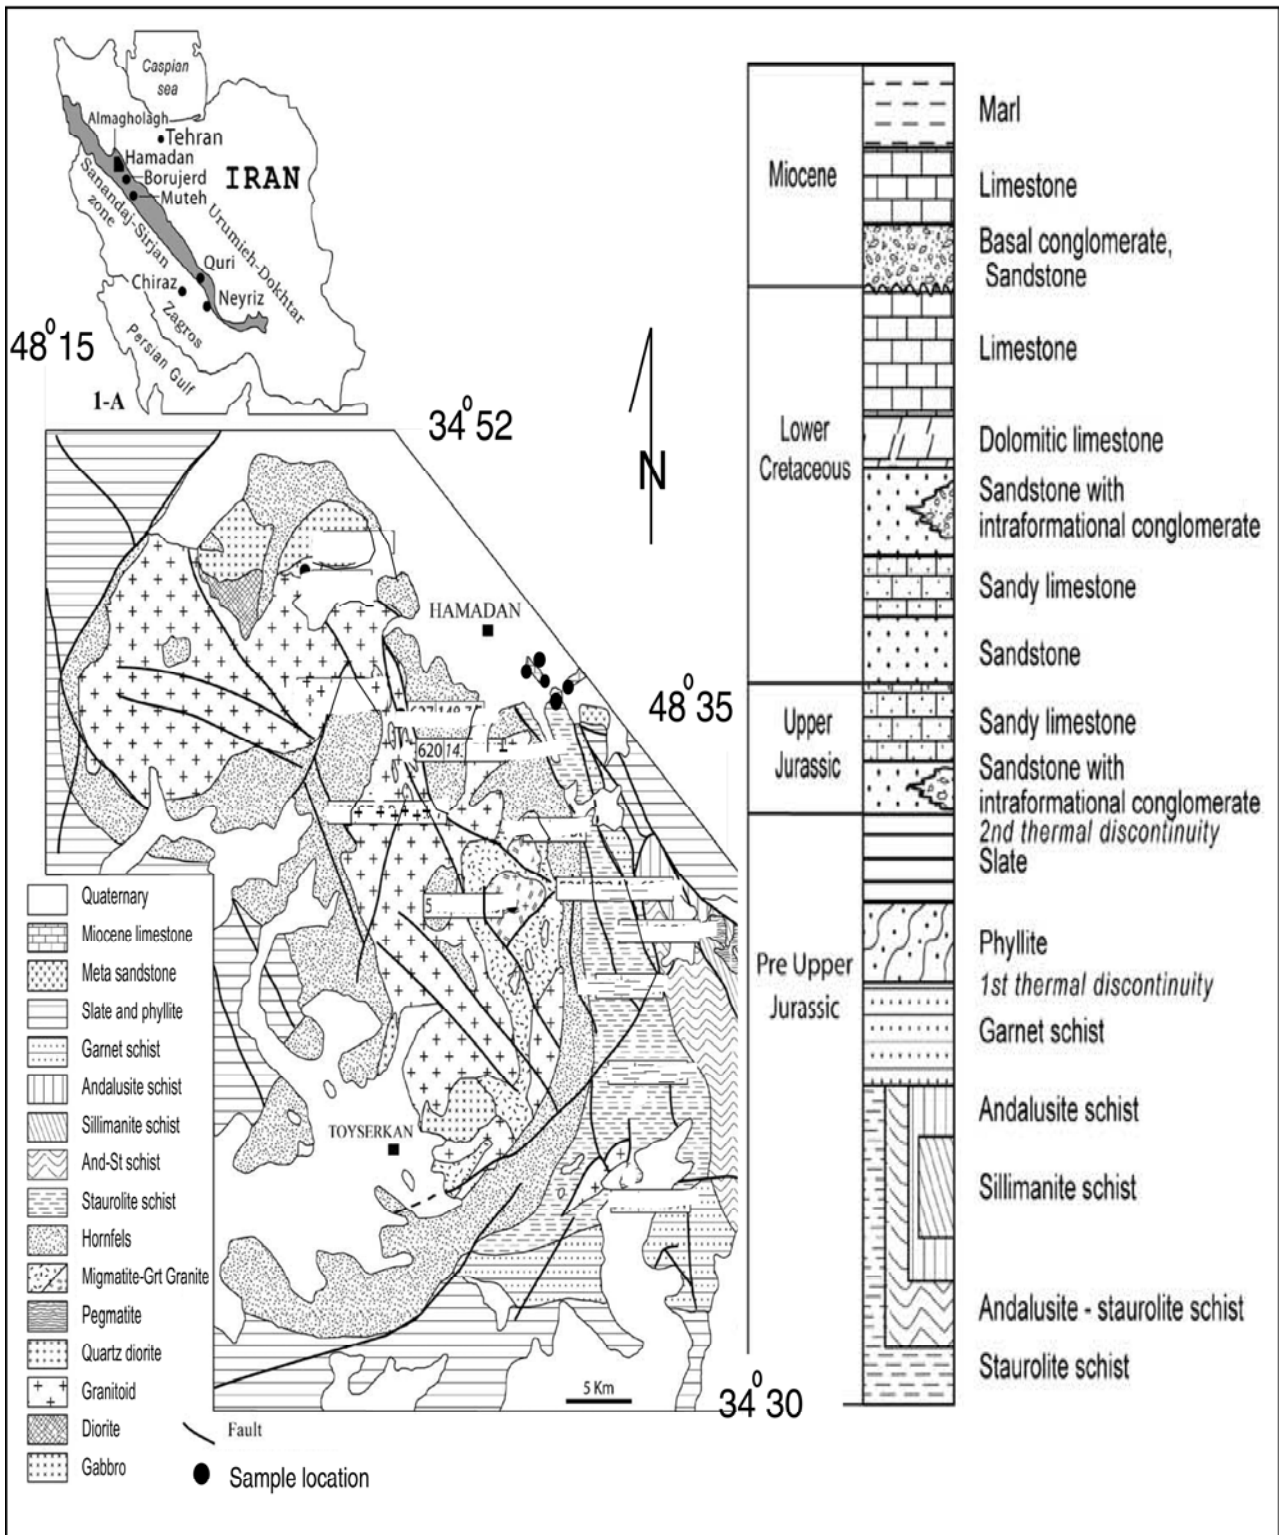 Caspian
sea
Almagholagh
Tehran
Hamadan
IRAN
Borujerd
Muteh
Sanandaj-Sirjan
zone
Urumieh-Dokhtar
Quri
Chiraz
Neyriz
Zagros
Persian Gulf
1-A
48° 15
34° 52
N
HAMADAN
48° 35
620
5
TOYSERKAN
5 Km
34° 30
Quaternary
Miocene limestone
Meta sandstone
Slate and phyllite
Garnet schist
Andalusite schist
Sillimanite schist
And-St schist
Staurolite schist
Hornfels
Migmatite-Grt Granite
Pegmatite
Quartz diorite
Granitoid
Diorite
Gabbro
Fault
Sample location
Miocene
Lower
Cretaceous
Upper
Jurassic
Pre Upper
Jurassic
Marl
Limestone
Basal conglomerate,
Sandstone
Limestone
Dolomitic limestone
Sandstone with
intraformational conglomerate
Sandy limestone
Sandstone
Sandy limestone
Sandstone with
intraformational conglomerate
2nd thermal discontinuity
Slate
Phyllite
1st thermal discontinuity
Garnet schist
Andalusite schist
Sillimanite schist
Andalusite - staurolite schist
Staurolite schist